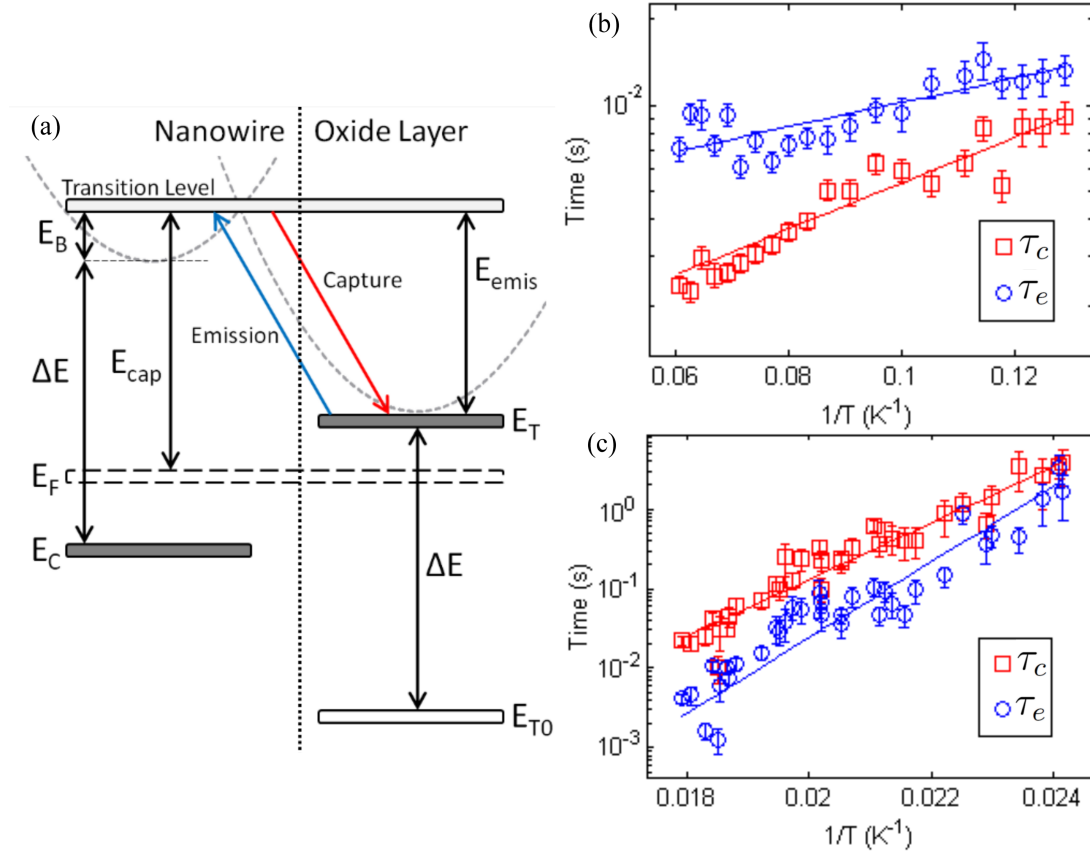 (a)
Nanowire
Oxide Layer
Transition Level
E_B
ΔE
E_cap
Emission
Capture
E_emis
E_T
E_F
E_C
ΔE
E_T0
(b)
Time (s)
10^-2
τ_c
τ_e
0.06 0.08 0.1 0.12
1/T (K^-1)
(c)
Time (s)
10^0
10^-1
10^-2
10^-3
τ_c
τ_e
0.018 0.02 0.022 0.024
1/T (K^-1)